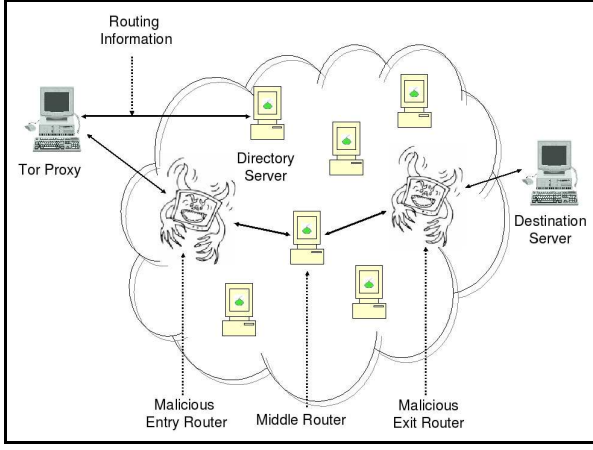 Routing
Information
Tor Proxy
Directory
Server
Destination
Server
Malicious
Entry Router
Middle Router
Malicious
Exit Router